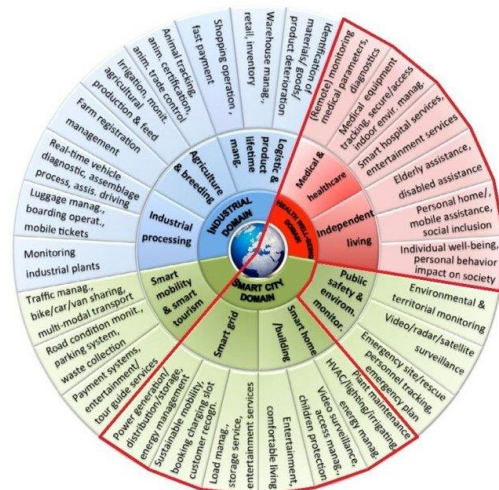 INDUSTRIAL DOMAIN
HEALTH WELL-BEING
DOMAIN
SMART CITY
DOMAIN
Logistic &
product
lifetime
mang.
Agriculture
& breeding
Industrial
processing
Medical &
healthcare
Independent
living
Public
safety &
environm.
monitor.
Smart home
/building
Smart grid
Smart
mobility
& smart
tourism
Identification of
materials/ goods/
product deterioration
Warehouse manag.,
retail, inventory
Shopping operation ,
fast payment
Animal tracking,
anim. certification,
anim. trade control
Irrigation, monit.
agricultural
production & feed
Farm registration
management
Real-time vehicle
diagnostic, assemblage
process, assis. driving
Luggage manag.,
boarding operat.,
mobile tickets
Monitoring
industrial plants
(Remote) monitoring
medical parameters,
diagnostics
Medical equipment
tracking, secure/access
indoor envir. manag.
Smart hospital services,
entertainment services
Elderly assistance,
disabled assistance
Personal home/,
mobile assistance,
social inclusion
Individual well-being,
personal behavior
impact on society
Environmental &
territorial monitoring
Video/radar/satellite
surveillance
Emergency site/rescue
personnel tracking,
emergency plan
Plant maintenance
HVAC/lighting/irrigating
energy manag.
Video surveillance,
access manag.,
children protection
Entertainment,
comfortable living
Load manag.,
storage service,
entertainment services
Sustainable mobility,
booking charging slot
customer recogn.
Power generation/
distribution/storage,
energy management
Payment systems,
entertainment/
tour guide services
Road condition monit.,
parking system,
waste collection
Traffic manag.,
bike/car/van sharing,
multi-modal transport